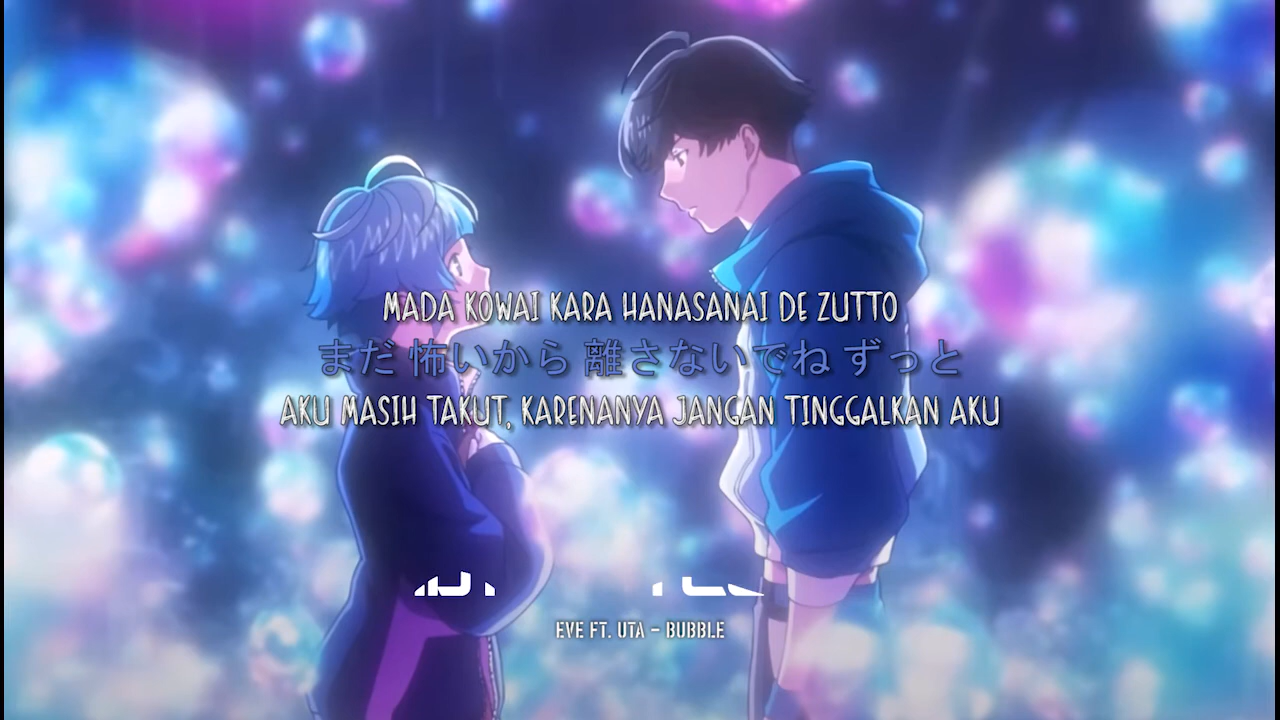 MADA KOWAI KARA HANASANAI DE ZUTTO
まだ 怖いから 離さないでね ずっと
AKU MASIH TAKUT, KARENANYA JANGAN TINGGALKAN AKU
EVE FT. UTA - BUBBLE